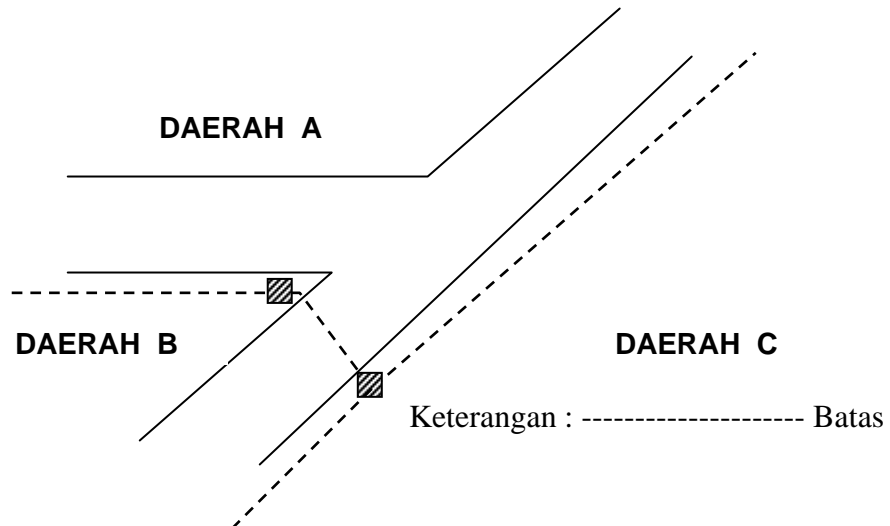 DAERAH A
DAERAH B
DAERAH C
Keterangan : --------------------- Batas